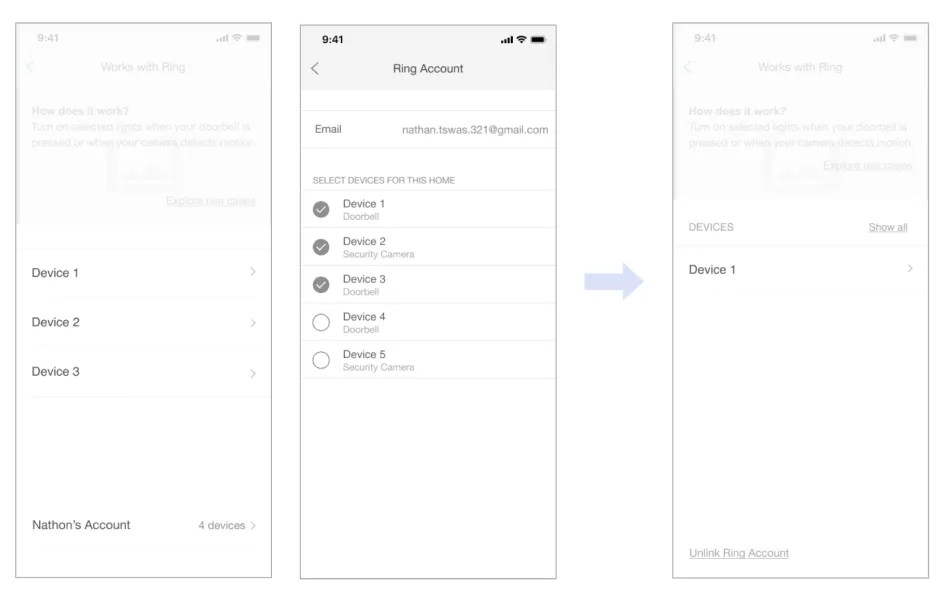 9:41
Works with Ring
How does it work?
Turn on selected lights when your doorbell is
pressed or when your camera detects motion.
Explore use cases
Device 1
Device 2
Device 3
Nathon's Account
4 devices
9:41
Ring Account
Email
nathan.tswas.321@gmail.com
SELECT DEVICES FOR THIS HOME
Device 1
Doorbell
Device 2
Security Camera
Device 3
Doorbell
Device 4
Doorbell
Device 5
Security Camera
9:41
Works with Ring
How does it work?
Turn on selected lights when your doorbell is
pressed or when your camera detects motion.
Explore use cases
DEVICES
Show all
Device 1
Unlink Ring Account